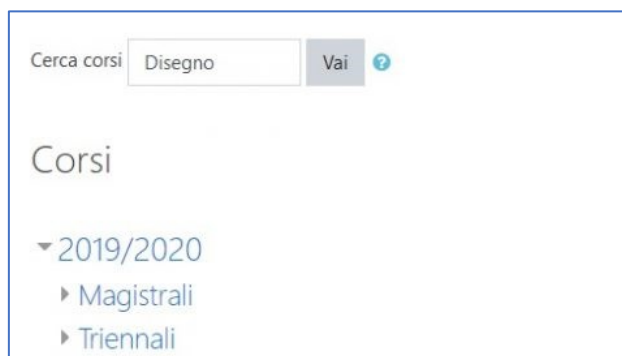 Cerca corsi Disegno Vai ?
Corsi
2019/2020
Magistrali
Triennali